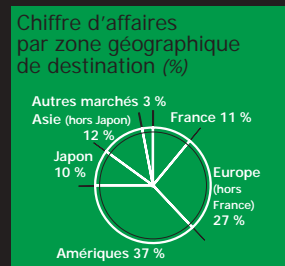 Chiffre d'affaires
par zone géographique
de destination (%)
Autres marchés 3 %
Asie (hors Japon)
12 %
France 11 %
Japon
10 %
Europe
(hors
France)
27 %
Amériques 37 %